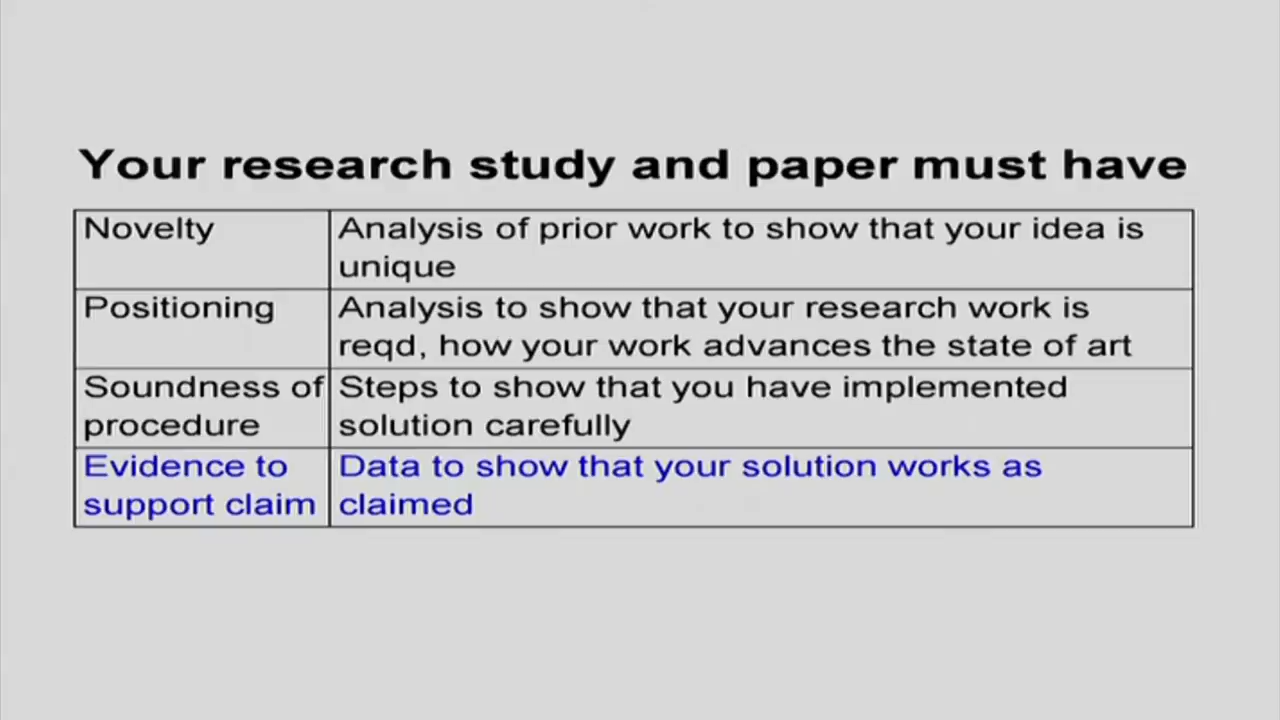 Your research study and paper must have
Novelty
Analysis of prior work to show that your idea is
unique
Positioning
Analysis to show that your research work is
reqd, how your work advances the state of art
Soundness of
procedure
Steps to show that you have implemented
solution carefully
Evidence to
support claim
Data to show that your solution works as
claimed